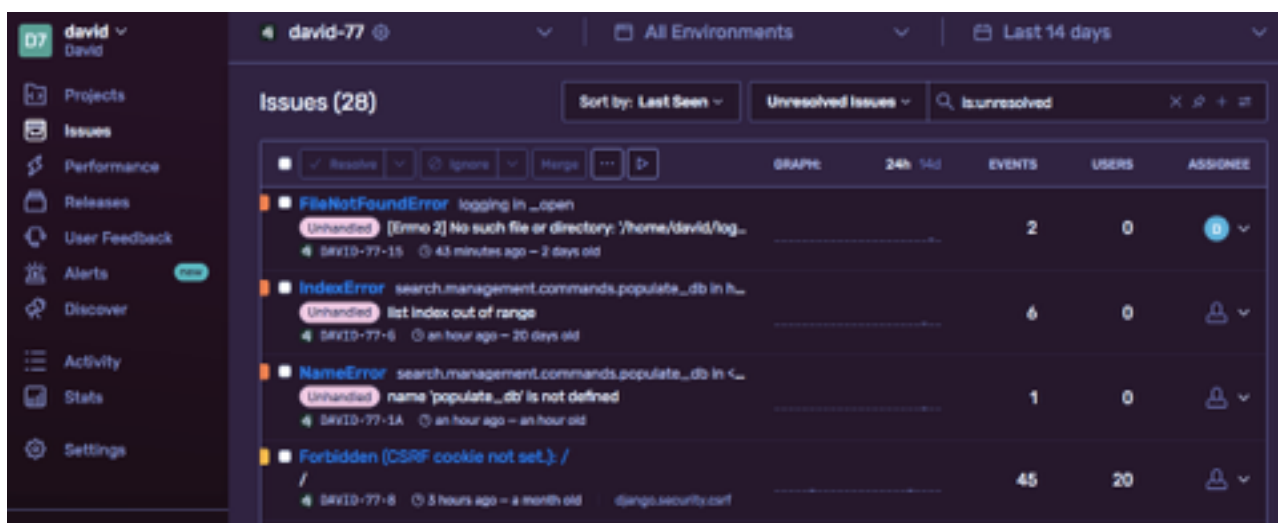 D7 david
David
Projects
Issues
Performance
Releases
User Feedback
Alerts new
Discover
Activity
Stats
Settings
david-77 All Environments Last 14 days
Issues (28) Sort by: Last Seen Unresolved Issues is:unresolved
Resolve Ignore Merge GRAPH: 24h 14d EVENTS USERS ASSIGNEE
FileNotFoundError logging in _open
Unhandled [Errno 2] No such file or directory: '/home/david/log...
2 0 D
DAVID-77-15 43 minutes ago — 2 days old
IndexError search.management.commands.populate_db in h...
Unhandled list index out of range
6 0
DAVID-77-6 an hour ago — 20 days old
NameError search.management.commands.populate_db in <...
Unhandled name 'populate_db' is not defined
1 0
DAVID-77-1A an hour ago — an hour old
Forbidden (CSRF cookie not set.): /
/
45 20
DAVID-77-8 3 hours ago — a month old django.security.csrf